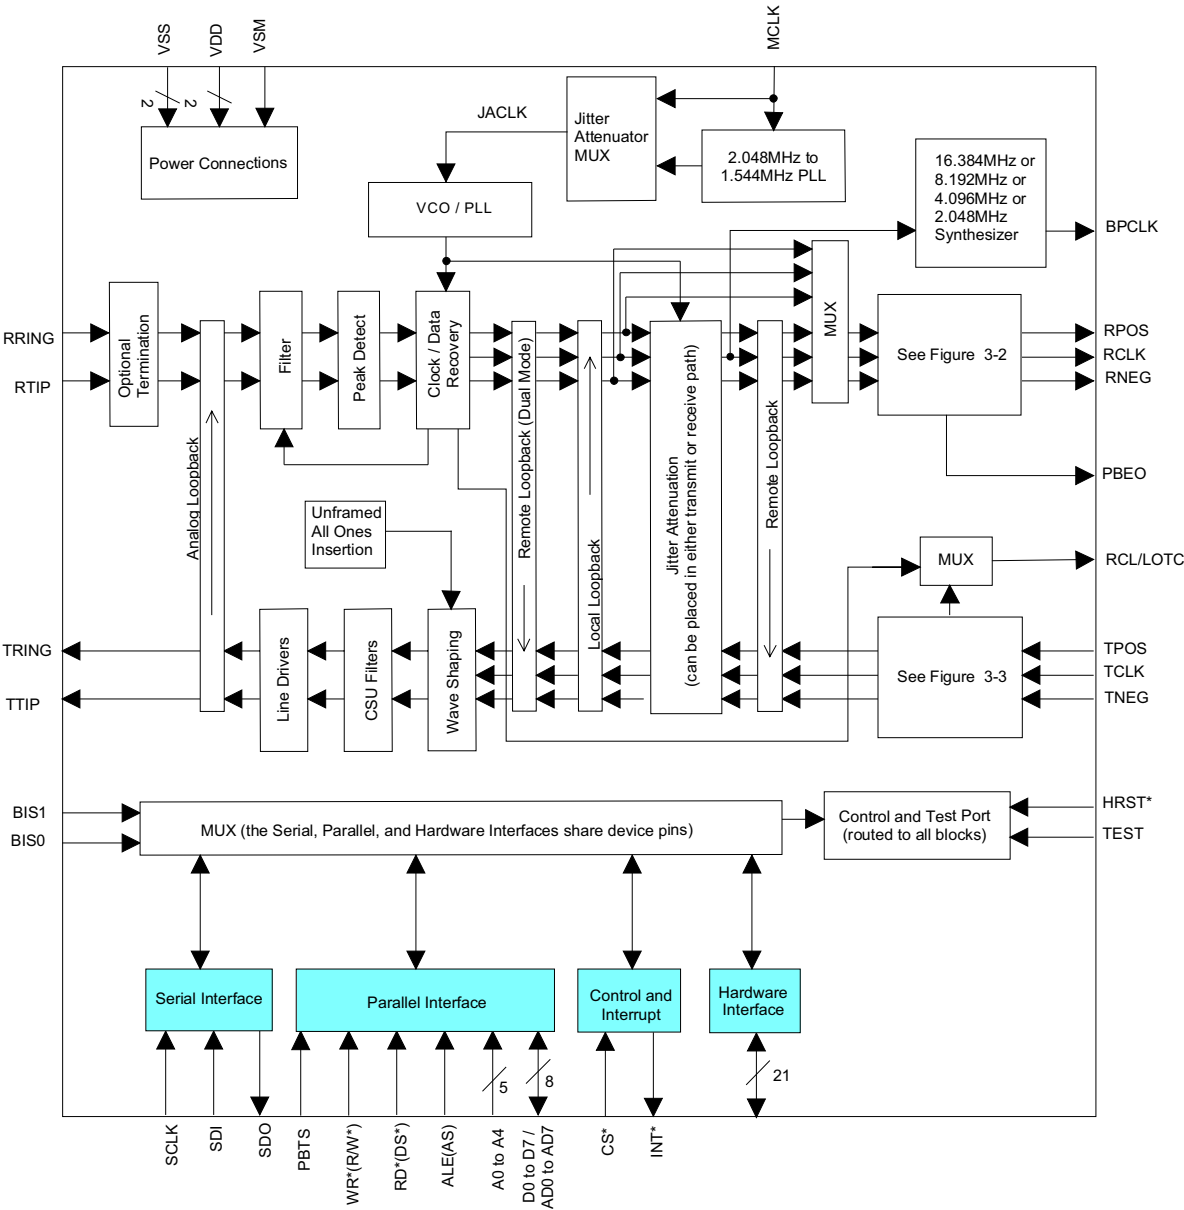 VSS
VDD
VSM
MCLK
2
2
Power Connections
JACLK
Jitter
Attenuator
MUX
2.048MHz to
1.544MHz PLL
16.384MHz or
8.192MHz or
4.096MHz or
2.048MHz
Synthesizer
BPCLK
VCO / PLL
RRING
RTIP
Optional
Termination
Analog Loopback
Filter
Peak Detect
Clock / Data
Recovery
Remote Loopback (Dual Mode)
Local Loopback
Jitter Attenuation
(can be placed in either transmit or receive path)
Remote Loopback
MUX
See Figure 3-2
RPOS
RCLK
RNEG
PBEO
Unframed
All Ones
Insertion
MUX
RCL/LOTC
TRING
TTIP
Line Drivers
CSU Filters
Wave Shaping
See Figure 3-3
TPOS
TCLK
TNEG
BIS1
BIS0
MUX (the Serial, Parallel, and Hardware Interfaces share device pins)
Control and Test Port
(routed to all blocks)
HRST*
TEST
Serial Interface
Parallel Interface
Control and
Interrupt
Hardware
Interface
5
8
21
SCLK
SDI
SDO
PBTS
WR*(R/W*)
RD*(DS*)
ALE(AS)
A0 to A4
D0 to D7 /
AD0 to AD7
CS*
INT*